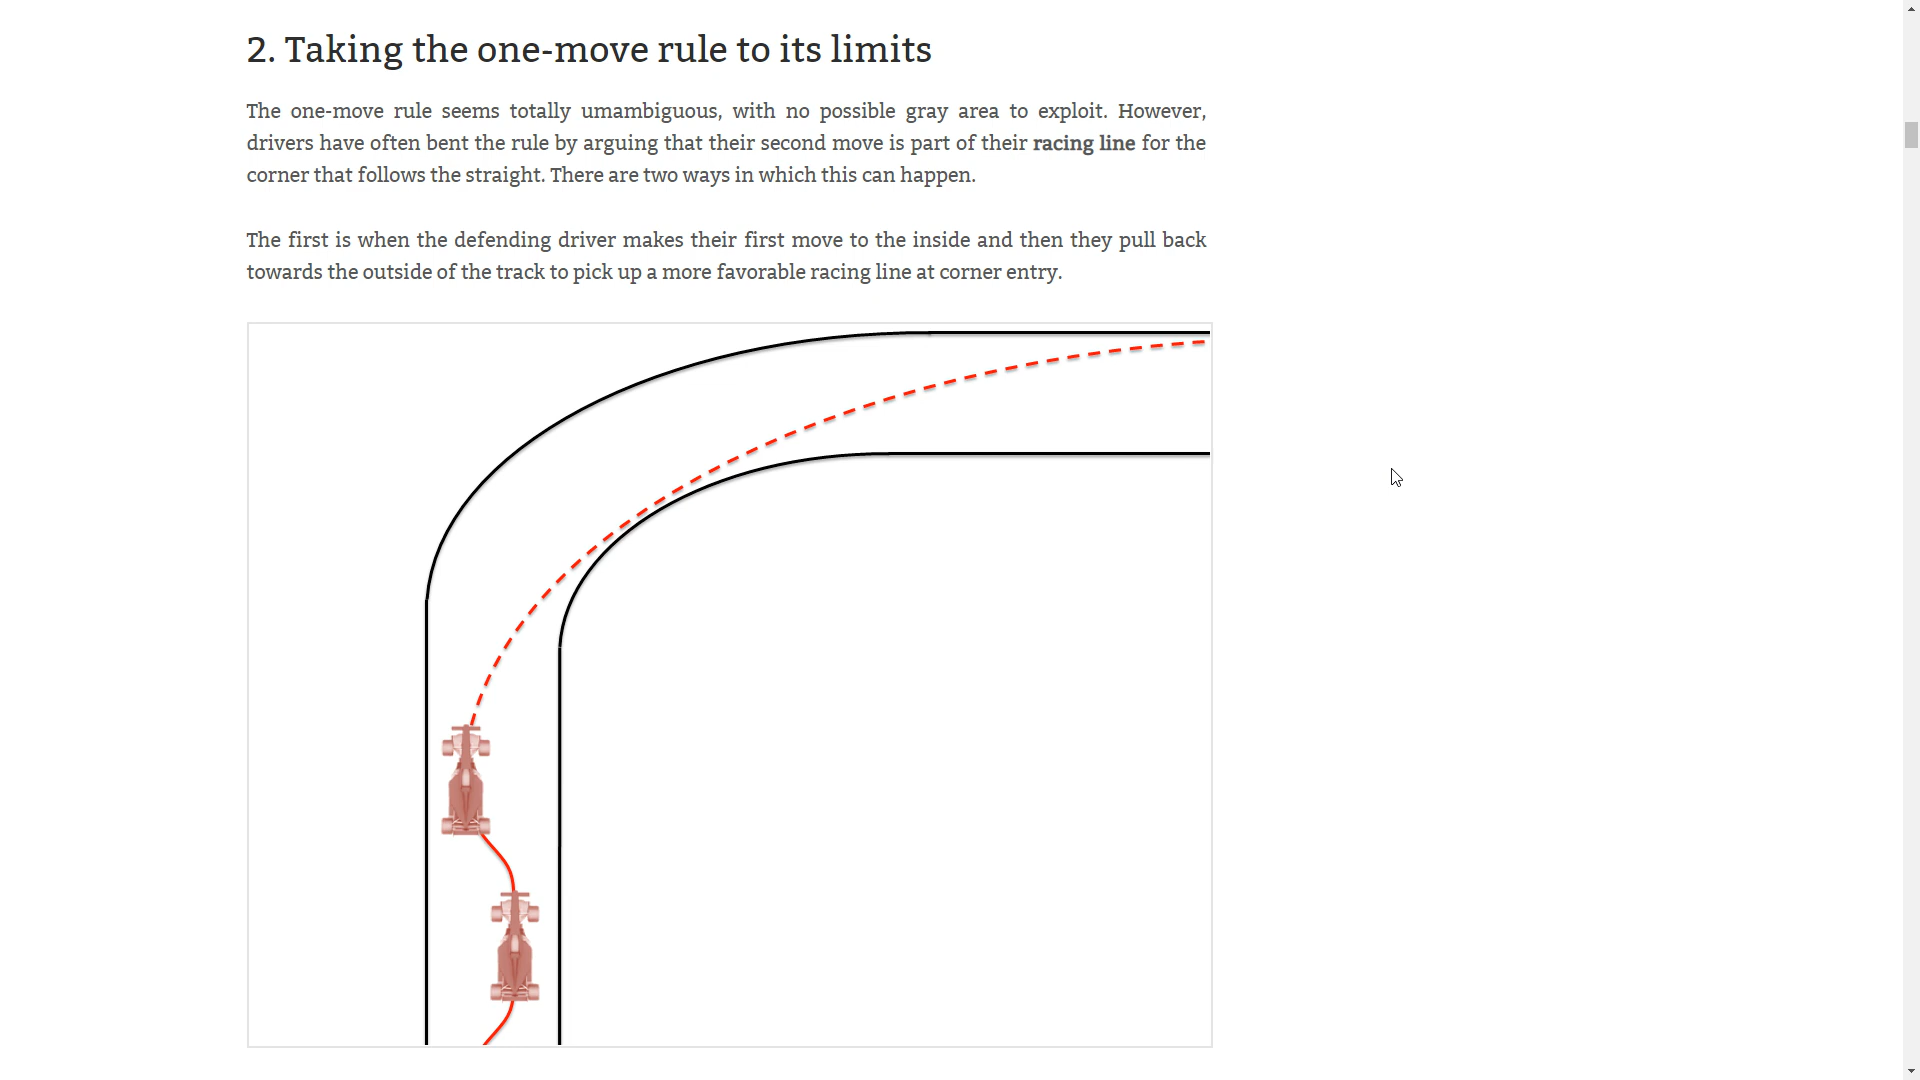 2. Taking the one-move rule to its limits
The one-move rule seems totally umambiguous, with no possible gray area to exploit. However,
drivers have often bent the rule by arguing that their second move is part of their racing line for the
corner that follows the straight. There are two ways in which this can happen.
The first is when the defending driver makes their first move to the inside and then they pull back
towards the outside of the track to pick up a more favorable racing line at corner entry.